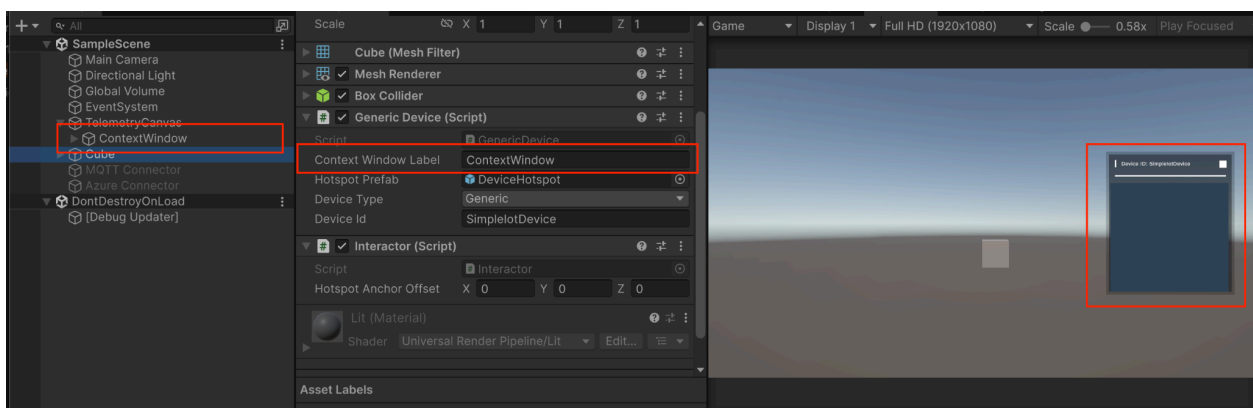 All
SampleScene
Main Camera
Directional Light
Global Volume
EventSystem
TelemetryCanvas
ContextWindow
Cube
MQTT Connector
Azure Connector
DontDestroyOnLoad
[Debug Updater]
Scale X 1 Y 1 Z 1
Cube (Mesh Filter)
Mesh Renderer
Box Collider
# Generic Device (Script)
Script GenericDevice
Context Window Label ContextWindow
Hotspot Prefab DeviceHotspot
Device Type Generic
Device Id SimpleIotDevice
# Interactor (Script)
Script Interactor
Hotspot Anchor Offset X 0 Y 0 Z 0
Lit (Material)
Shader Universal Render Pipeline/Lit Edit...
Asset Labels
Game Display 1 Full HD (1920x1080) Scale 0.58x Play Focused
Device ID: SimpleIotDevice